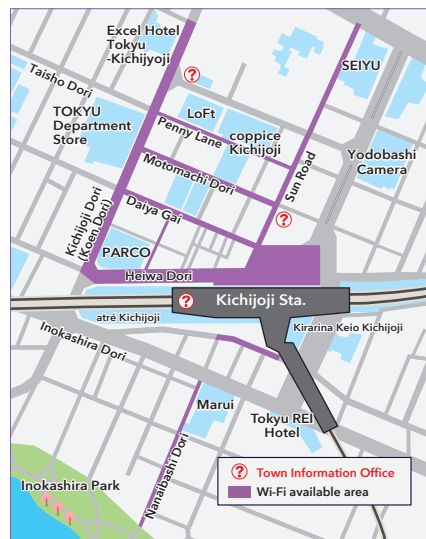 Excel Hotel
Tokyu
-Kichijyoji
?
SEIYU
Taisho Dori
LoFt
TOKYU
Department
Store
Penny Lane
coppice
Kichijoji
Yodobashi
Camera
Motomachi Dori
Sun Road
Daiya Gai
?
Kichijoji Dori
(Koen Dori)
PARCO
Heiwa Dori
?
Kichijoji Sta.
atré Kichijoji
Kirarina Keio Kichijoji
Inokashira Dori
Marui
Tokyu REI
Hotel
Nanaibashi Dori
Inokashira Park
? Town Information Office
Wi-Fi available area